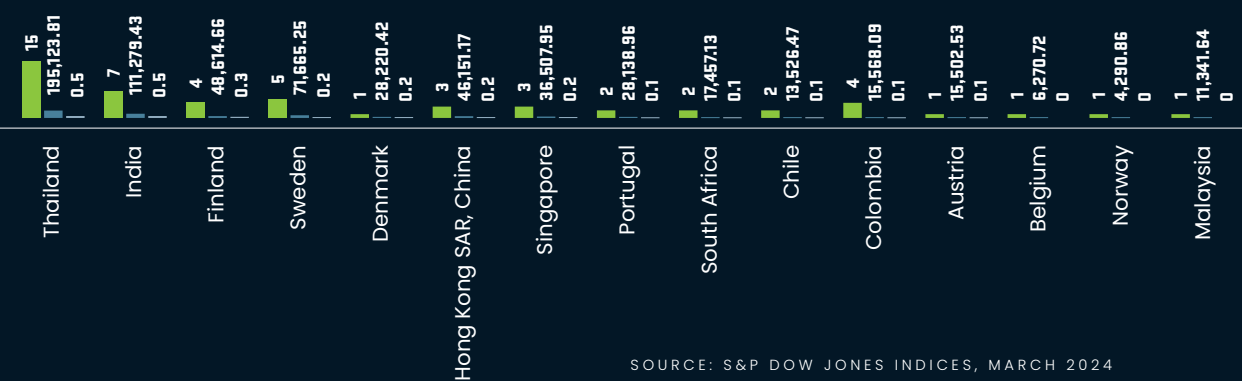 15
195,123.81
0.5
7
111,279.43
0.5
4
48,614.66
0.3
5
71,665.25
0.2
1
28,220.42
0.2
3
46,151.17
0.2
3
36,507.95
0.2
2
28,138.96
0.1
2
17,457.13
0.1
2
13,526.47
0.1
4
15,568.09
0.1
1
15,502.53
0.1
1
6,270.72
0
1
4,290.86
0
1
11,341.64
0
Thailand
India
Finland
Sweden
Denmark
Hong Kong SAR, China
Singapore
Portugal
South Africa
Chile
Colombia
Austria
Belgium
Norway
Malaysia
SOURCE: S&P DOW JONES INDICES, MARCH 2024